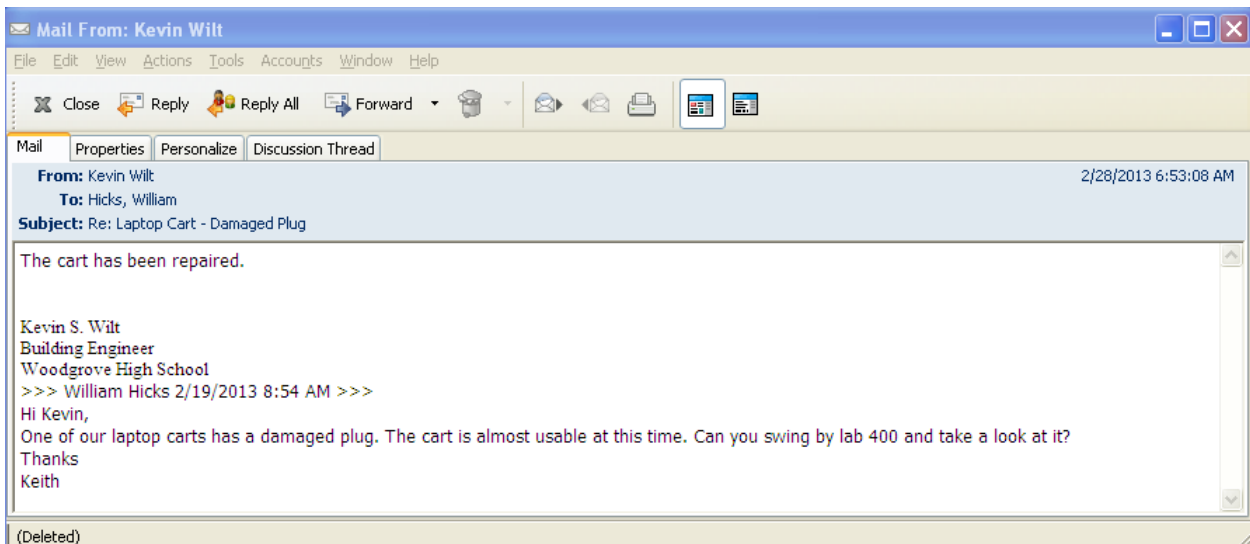 Mail From: Kevin Wilt
File Edit View Actions Tools Accounts Window Help
Close Reply Reply All Forward
Mail Properties Personalize Discussion Thread
From: Kevin Wilt 2/28/2013 6:53:08 AM
To: Hicks, William
Subject: Re: Laptop Cart - Damaged Plug
The cart has been repaired.
Kevin S. Wilt
Building Engineer
Woodgrove High School
>>> William Hicks 2/19/2013 8:54 AM >>>
Hi Kevin,
One of our laptop carts has a damaged plug. The cart is almost usable at this time. Can you swing by lab 400 and take a look at it?
Thanks
Keith
(Deleted)